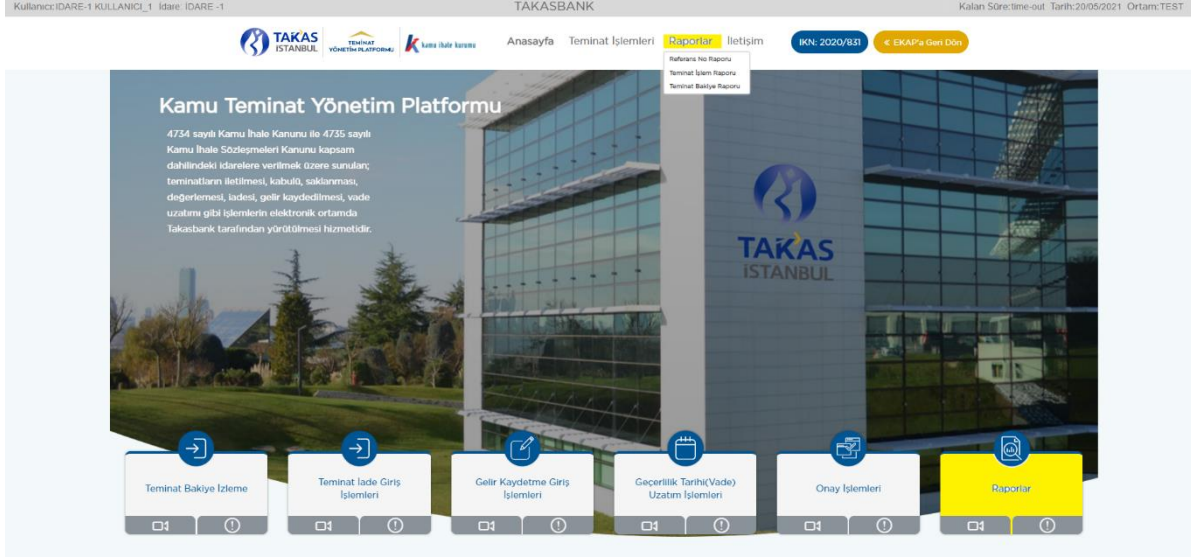 Kullanıcı: IDARE-1 KULLANICI_1 İdare: IDARE -1
TAKASBANK
Kalan Süre:time-out Tarih:20/05/2021 Ortam:TEST
TAKAS
İSTANBUL
TEMİNAT
YÖNETİM PLATFORMU
kamu ihale kurumu
Anasayfa Teminat İşlemleri Raporlar İletişim
IKN: 2020/831
« EKAP'a Geri Dön
Referans No Raporu
Teminat İşlem Raporu
Teminat Bakiye Raporu
Kamu Teminat Yönetim Platformu
4734 sayılı Kamu İhale Kanunu ile 4735 sayılı
Kamu İhale Sözleşmeleri Kanunu kapsam
dahilindeki idarelere verilmek üzere sunulan;
teminatların iletilmesi, kabulü, saklanması,
değerlemesi, iadesi, gelir kaydedilmesi, vade
uzatımı gibi işlemlerin elektronik ortamda
Takasbank tarafından yürütülmesi hizmetidir.
TAKAS
İSTANBUL
Teminat Bakiye İzleme
Teminat İade Giriş
İşlemleri
Gelir Kaydetme Giriş
İşlemleri
Geçerlilik Tarihi(Vade)
Uzatım İşlemleri
Onay İşlemleri
Raporlar